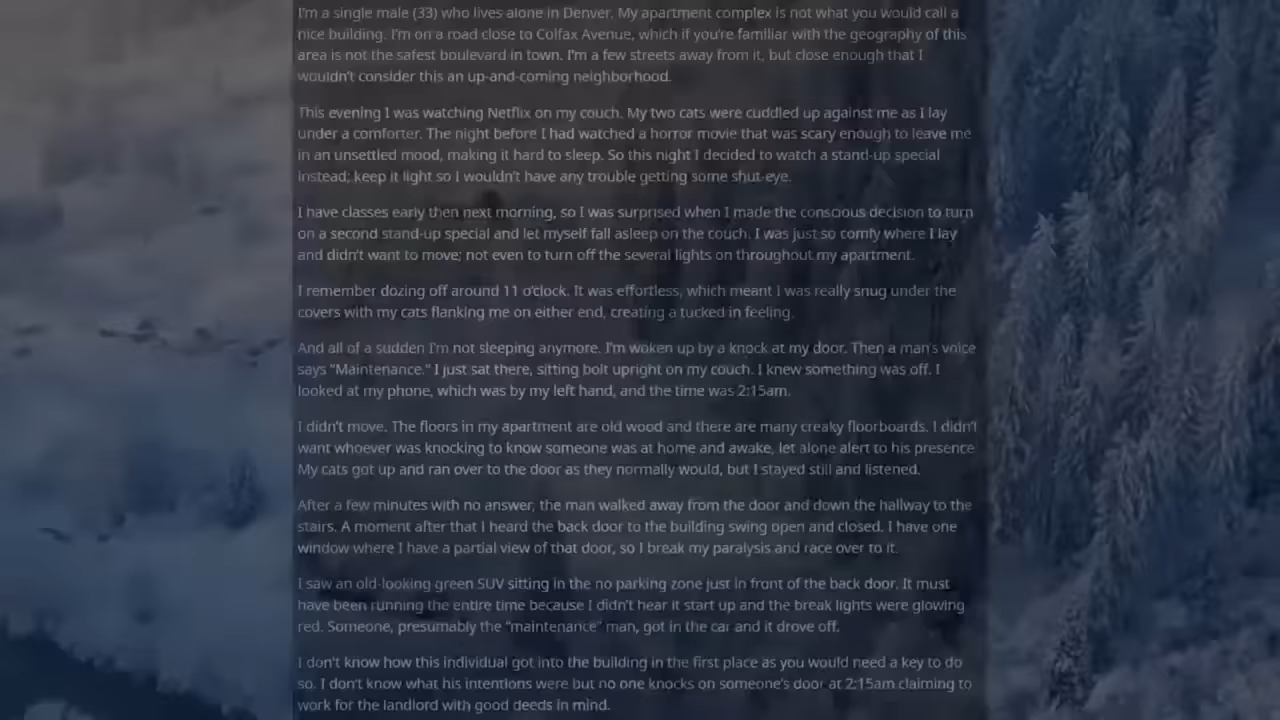 I'm a single male (33) who lives alone in Denver. My apartment complex is not what you would call a
nice building. I'm on a road close to Colfax Avenue, which if you're familiar with the geography of this
area is not the safest boulevard in town. I'm a few streets away from it, but close enough that I
wouldn't consider this an up-and-coming neighborhood.
This evening I was watching Netflix on my couch. My two cats were cuddled up against me as I lay
under a comforter. The night before I had watched a horror movie that was scary enough to leave me
in an unsettled mood, making it hard to sleep. So this night I decided to watch a stand-up special
instead; keep it light so I wouldn't have any trouble getting some shut-eye.
I have classes early then next morning, so I was surprised when I made the conscious decision to turn
on a second stand-up special and let myself fall asleep on the couch. I was just so comfy where I lay
and didn't want to move; not even to turn off the several lights on throughout my apartment.
I remember dozing off around 11 o'clock. It was effortless, which meant I was really snug under the
covers with my cats flanking me on either end, creating a tucked in feeling.
And all of a sudden I'm not sleeping anymore. I'm woken up by a knock at my door. Then a man's voice
says "Maintenance." I just sat there, sitting bolt upright on my couch. I knew something was off. I
looked at my phone, which was by my left hand, and the time was 2:15am.
I didn't move. The floors in my apartment are old wood and there are many creaky floorboards. I didn't
want whoever was knocking to know someone was at home and awake, let alone alert to his presence
My cats got up and ran over to the door as they normally would, but I stayed still and listened.
After a few minutes with no answer, the man walked away from the door and down the hallway to the
stairs. A moment after that I heard the back door to the building swing open and closed. I have one
window where I have a partial view of that door, so I break my paralysis and race over to it.
I saw an old-looking green SUV sitting in the no parking zone just in front of the back door. It must
have been running the entire time because I didn't hear it start up and the break lights were glowing
red. Someone, presumably the "maintenance" man, got in the car and it drove off.
I don't know how this individual got into the building in the first place as you would need a key to do
so. I don't know what his intentions were but no one knocks on someone's door at 2:15am claiming to
work for the landlord with good deeds in mind.